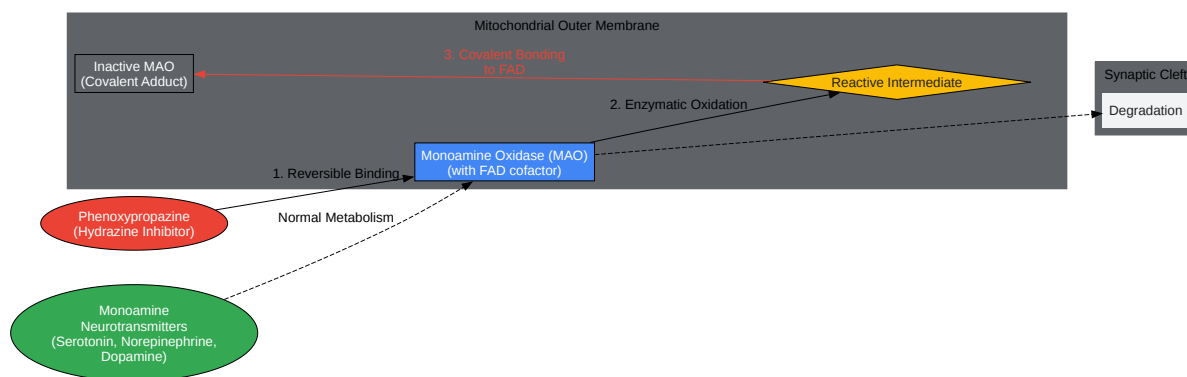 Mitochondrial Outer Membrane
Inactive MAO
(Covalent Adduct)
3. Covalent Bonding
to FAD
Reactive Intermediate
Synaptic Cleft
Degradation
2. Enzymatic Oxidation
Monoamine Oxidase (MAO)
(with FAD cofactor)
1. Reversible Binding
Phenoxypropazine
(Hydrazine Inhibitor)
Normal Metabolism
Monoamine
Neurotransmitters
(Serotonin, Norepinephrine,
Dopamine)